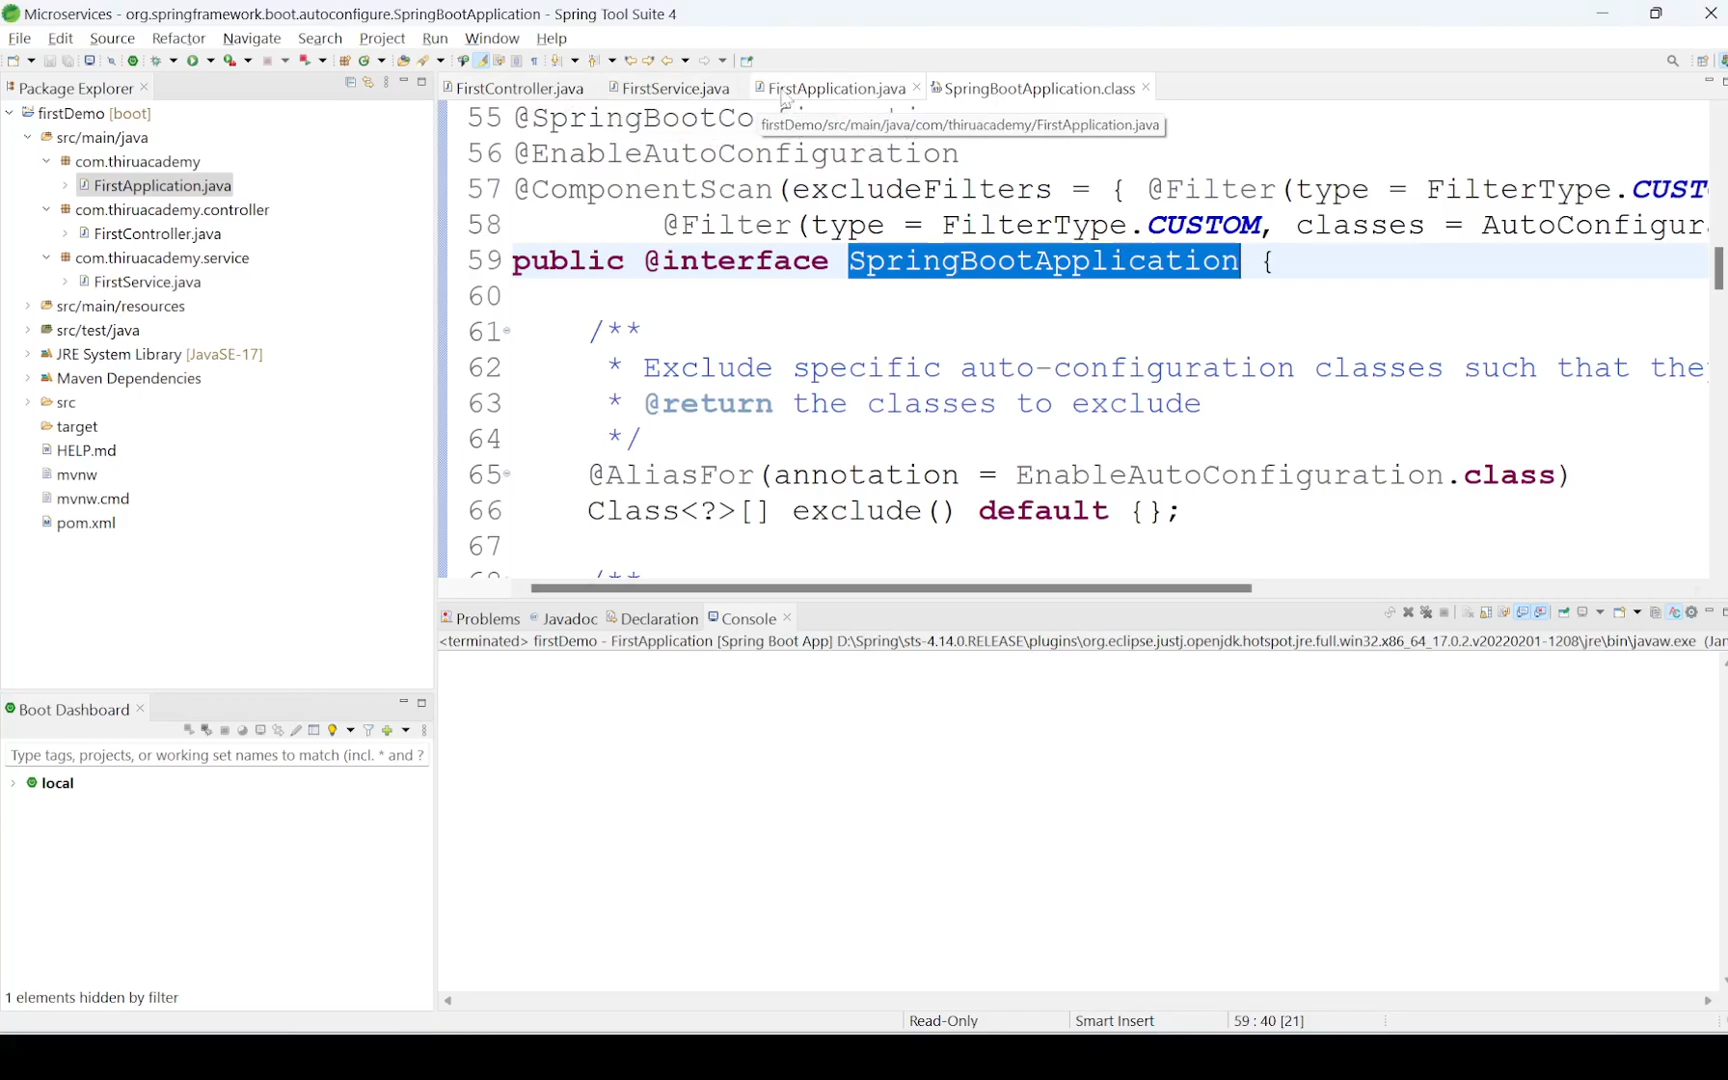 Microservices - org.springframework.boot.autoconfigure.SpringBootApplication - Spring Tool Suite 4
File Edit Source Refactor Navigate Search Project Run Window Help
Package Explorer
firstDemo [boot]
src/main/java
com.thiruacademy
FirstApplication.java
com.thiruacademy.controller
FirstController.java
com.thiruacademy.service
FirstService.java
src/main/resources
src/test/java
JRE System Library [JavaSE-17]
Maven Dependencies
src
target
HELP.md
mvnw
mvnw.cmd
pom.xml
FirstController.java FirstService.java FirstApplication.java SpringBootApplication.class
firstDemo/src/main/java/com/thiruacademy/FirstApplication.java
55 @SpringBootCo
56 @EnableAutoConfiguration
57 @ComponentScan(excludeFilters = { @Filter(type = FilterType.CUST
58 @Filter(type = FilterType.CUSTOM, classes = AutoConfigur
59 public @interface SpringBootApplication {
60
61 /**
62 * Exclude specific auto-configuration classes such that the
63 * @return the classes to exclude
64 */
65 @AliasFor(annotation = EnableAutoConfiguration.class)
66 Class<?>[] exclude() default {};
67
Problems Javadoc Declaration Console
<terminated> firstDemo - FirstApplication [Spring Boot App] D:\Spring\sts-4.14.0.RELEASE\plugins\org.eclipse.justj.openjdk.hotspot.jre.full.win32.x86_64_17.0.2.v20220201-1208\jre\bin\javaw.exe (Jan
Boot Dashboard
Type tags, projects, or working set names to match (incl. * and ?
local
1 elements hidden by filter
Read-Only Smart Insert 59 : 40 [21]